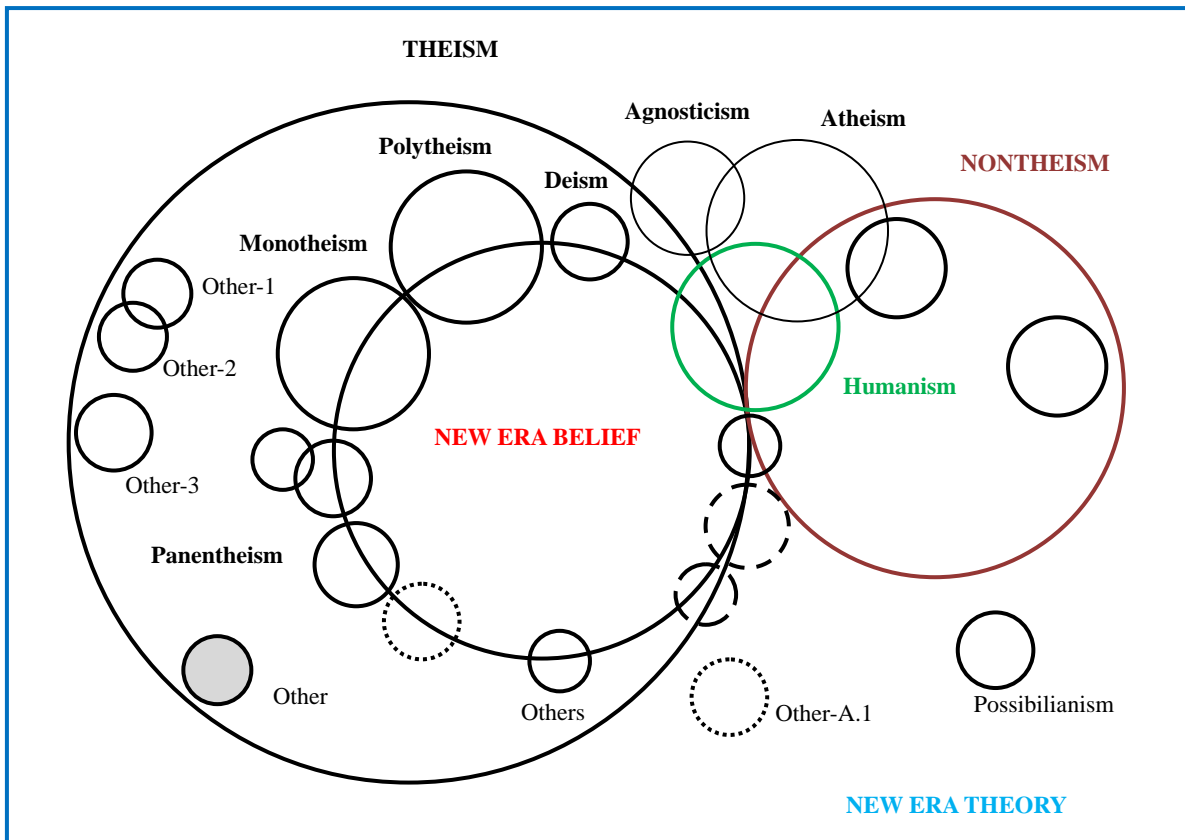 THEISM
Agnosticism
Atheism
Polytheism
NONTHEISM
Deism
Monotheism
Other-1
Other-2
Humanism
NEW ERA BELIEF
Other-3
Panentheism
Other
Others
Other-A.1
Possibilianism
NEW ERA THEORY